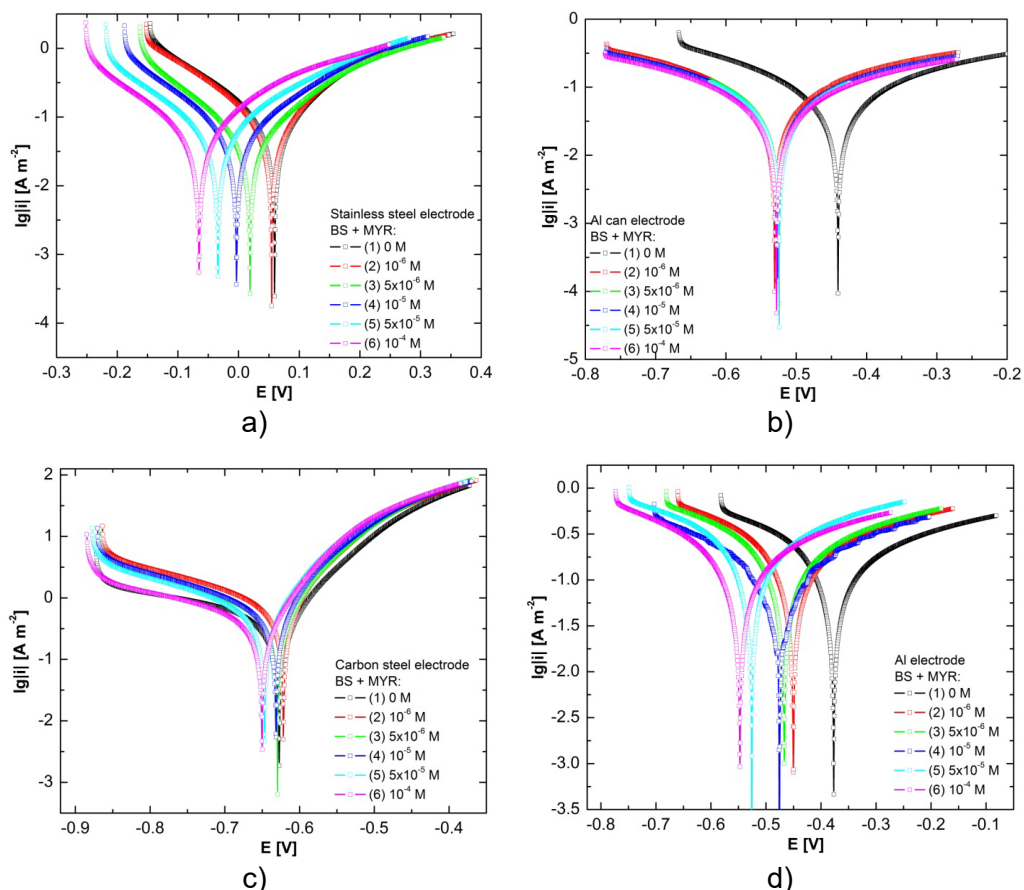 lg|i| [A m⁻²]
0
-1
-2
-3
-4
Stainless steel electrode
BS + MYR:
(1) 0 M
(2) 10⁻⁶ M
(3) 5x10⁻⁶ M
(4) 10⁻⁵ M
(5) 5x10⁻⁵ M
(6) 10⁻⁴ M
-0.3 -0.2 -0.1 0.0 0.1 0.2 0.3 0.4
E [V]
a)
lg|i| [A m⁻²]
0
-1
-2
-3
-4
-5
Al can electrode
BS + MYR:
(1) 0 M
(2) 10⁻⁶ M
(3) 5x10⁻⁶ M
(4) 10⁻⁵ M
(5) 5x10⁻⁵ M
(6) 10⁻⁴ M
-0.8 -0.7 -0.6 -0.5 -0.4 -0.3 -0.2
E [V]
b)
lg|i| [A m⁻²]
2
1
0
-1
-2
-3
Carbon steel electrode
BS + MYR:
(1) 0 M
(2) 10⁻⁶ M
(3) 5x10⁻⁶ M
(4) 10⁻⁵ M
(5) 5x10⁻⁵ M
(6) 10⁻⁴ M
-0.9 -0.8 -0.7 -0.6 -0.5 -0.4
E [V]
c)
lg|i| [A m⁻²]
0.0
-0.5
-1.0
-1.5
-2.0
-2.5
-3.0
-3.5
Al electrode
BS + MYR:
(1) 0 M
(2) 10⁻⁶ M
(3) 5x10⁻⁶ M
(4) 10⁻⁵ M
(5) 5x10⁻⁵ M
(6) 10⁻⁴ M
-0.8 -0.7 -0.6 -0.5 -0.4 -0.3 -0.2 -0.1
E [V]
d)